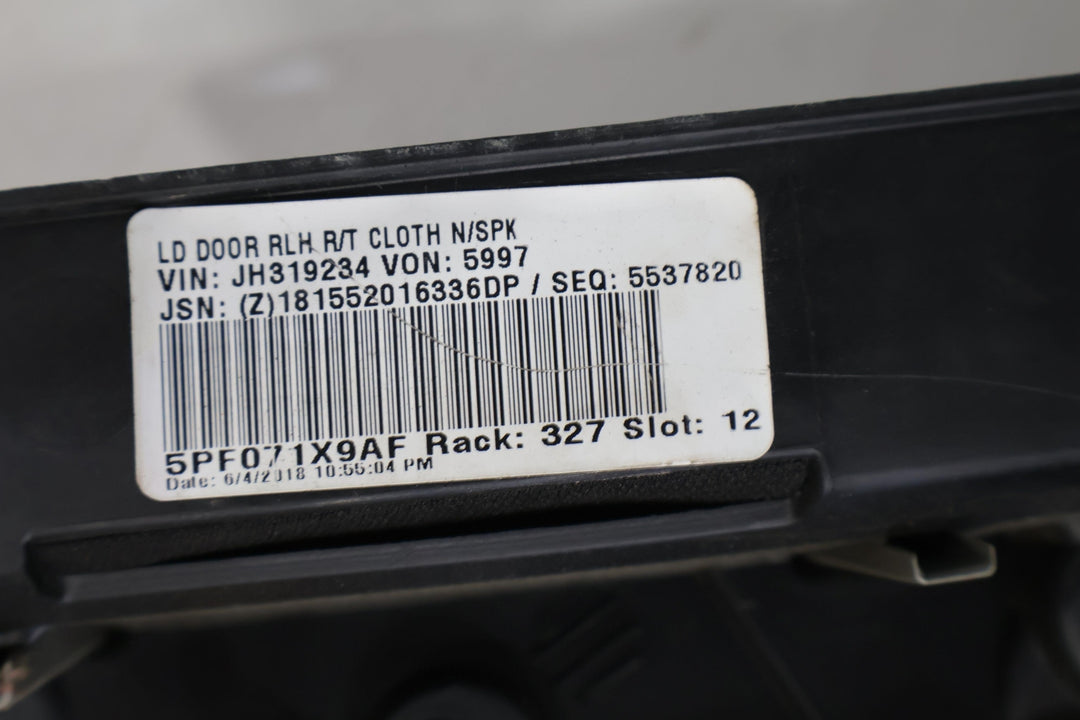 LD DOOR RLH R/T CLOTH N/SPK
VIN: JH319234 VON: 5997
JSN: (Z)181552016336DP / SEQ: 5537820
5PF071X9AF Rack: 327 Slot: 12
Date: 6/4/2018 10:55:04 PM